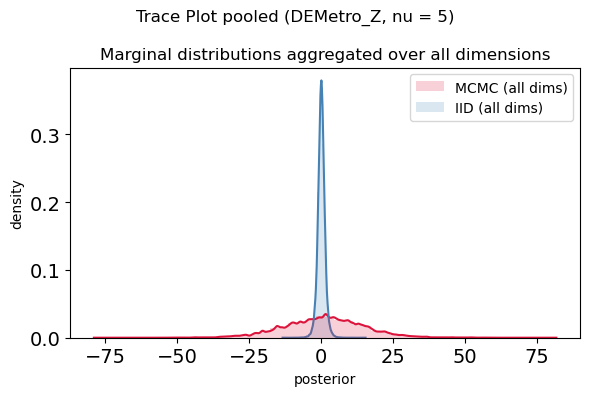 Trace Plot pooled (DEMetro_Z, nu = 5)
Marginal distributions aggregated over all dimensions
MCMC (all dims)
IID (all dims)
density
0.3
0.2
0.1
0.0
−75 −50 −25 0 25 50 75
posterior